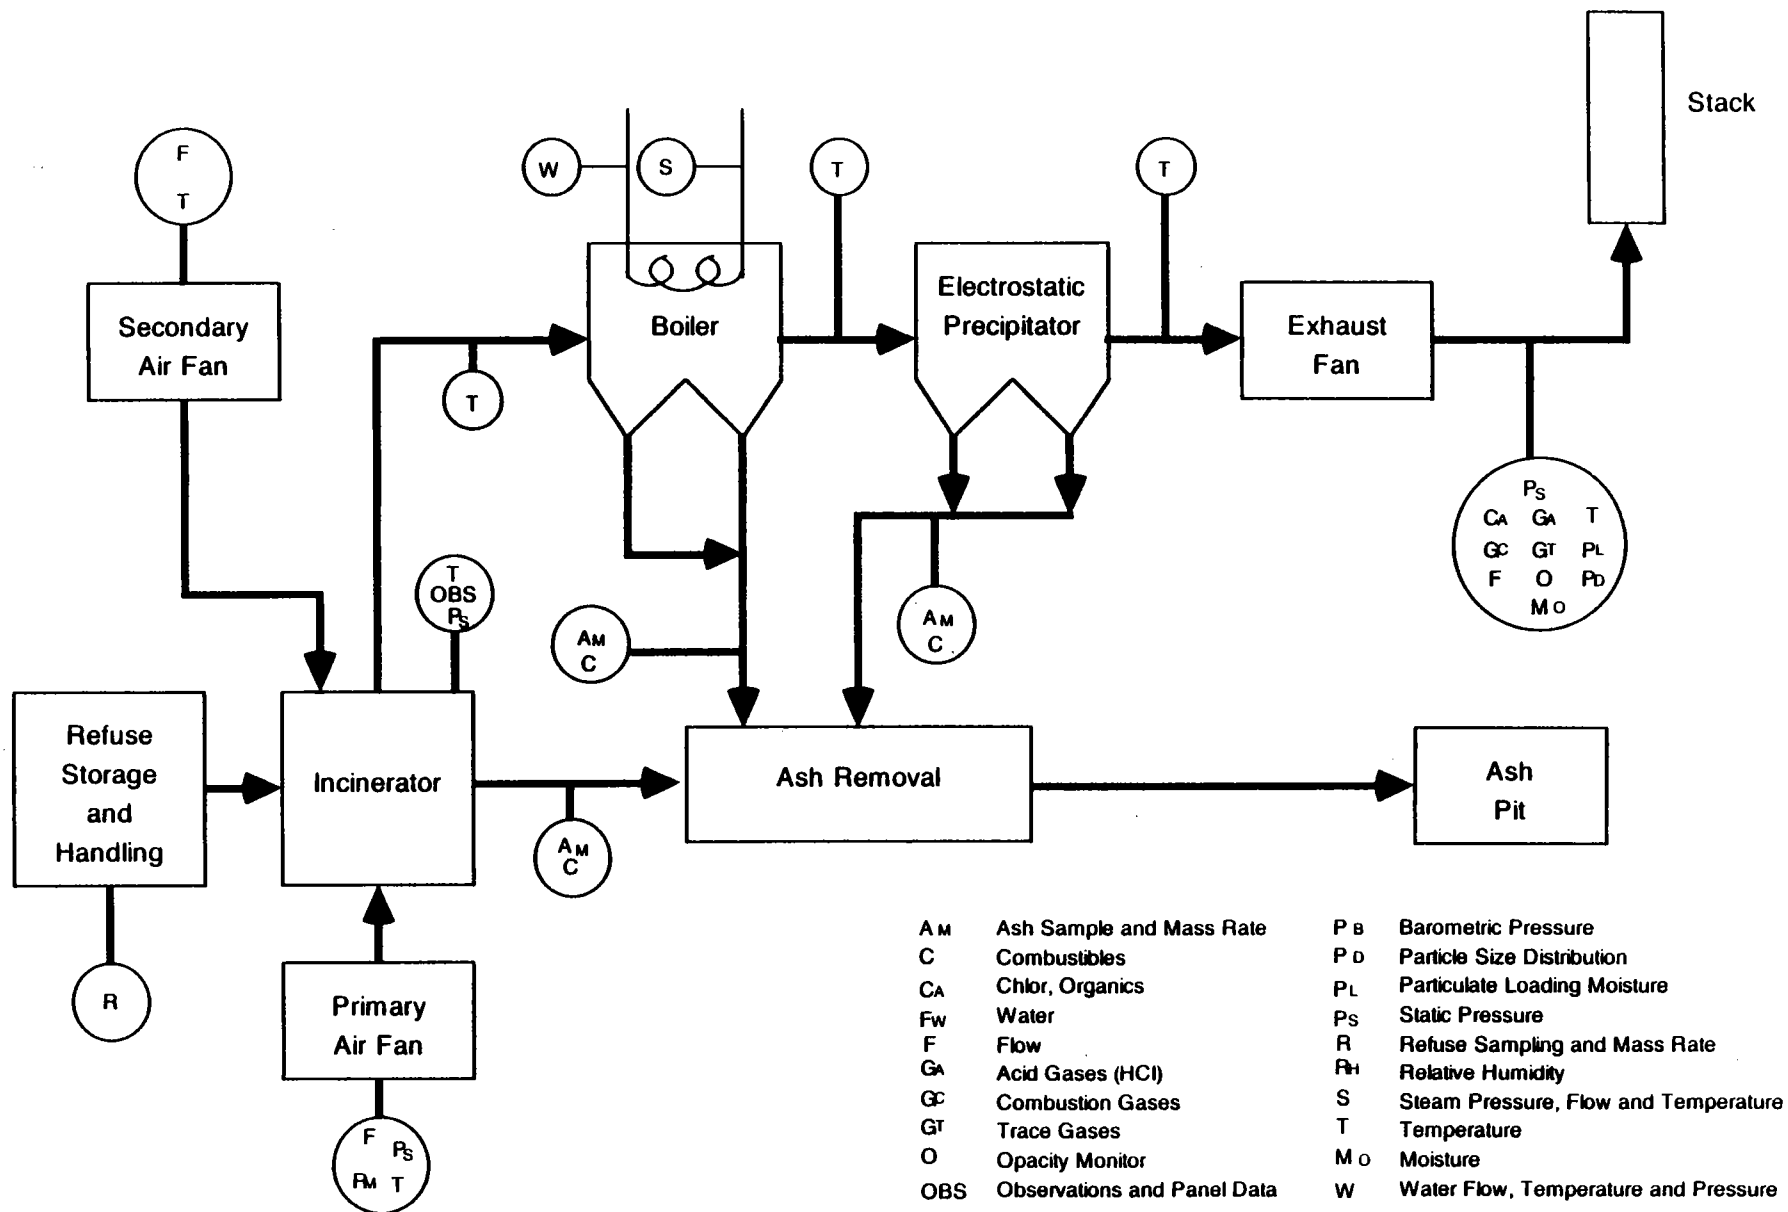 Stack
F
T
W
S
T
T
Secondary
Air Fan
Boiler
Electrostatic
Precipitator
Exhaust
Fan
T
PS
CA GA T
GC GT PL
F O PD
MO
T
OBS
PS
AM
C
AM
C
Refuse
Storage
and
Handling
Incinerator
Ash Removal
Ash
Pit
AM
C
R
Primary
Air Fan
F PS
RM T
AM Ash Sample and Mass Rate
C Combustibles
CA Chlor, Organics
FW Water
F Flow
GA Acid Gases (HCl)
GC Combustion Gases
GT Trace Gases
O Opacity Monitor
OBS Observations and Panel Data
PB Barometric Pressure
PD Particle Size Distribution
PL Particulate Loading Moisture
PS Static Pressure
R Refuse Sampling and Mass Rate
RH Relative Humidity
S Steam Pressure, Flow and Temperature
T Temperature
MO Moisture
W Water Flow, Temperature and Pressure